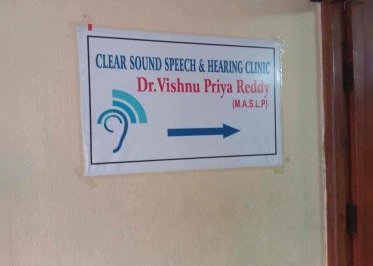 CLEAR SOUND SPEECH & HEARING CLINIC
Dr.Vishnu Priya Reddy
(M.A.S.L.P)